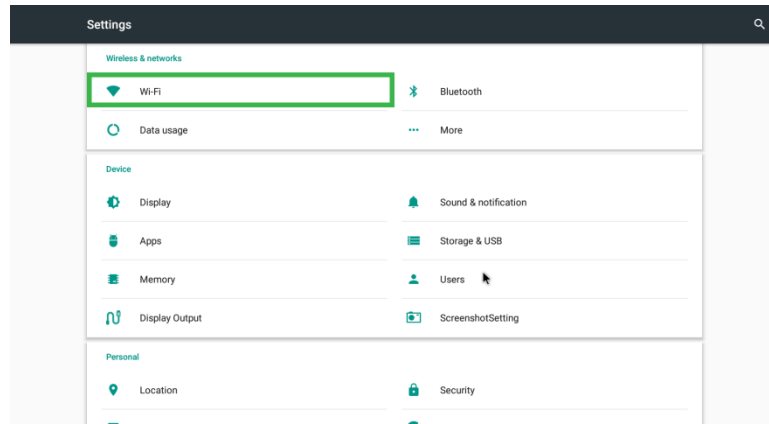 Settings
Wireless & networks
Wi-Fi
Bluetooth
Data usage
More
Device
Display
Sound & notification
Apps
Storage & USB
Memory
Users
Display Output
ScreenshotSetting
Personal
Location
Security